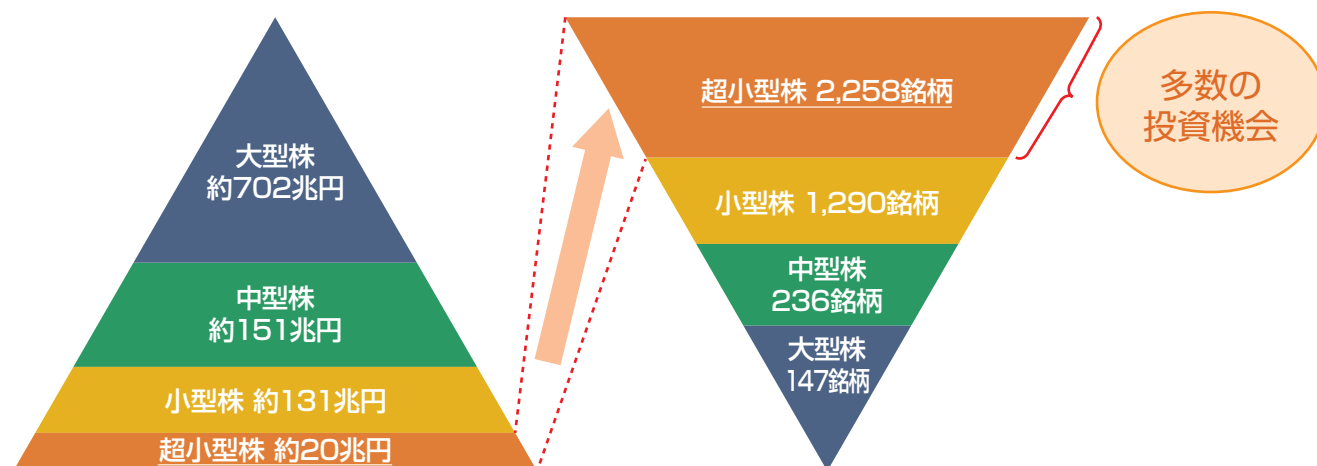 大型株
約702兆円
中型株
約151兆円
小型株 約131兆円
超小型株 約20兆円
超小型株 2,258銘柄
小型株 1,290銘柄
中型株
236銘柄
大型株
147銘柄
多数の
投資機会